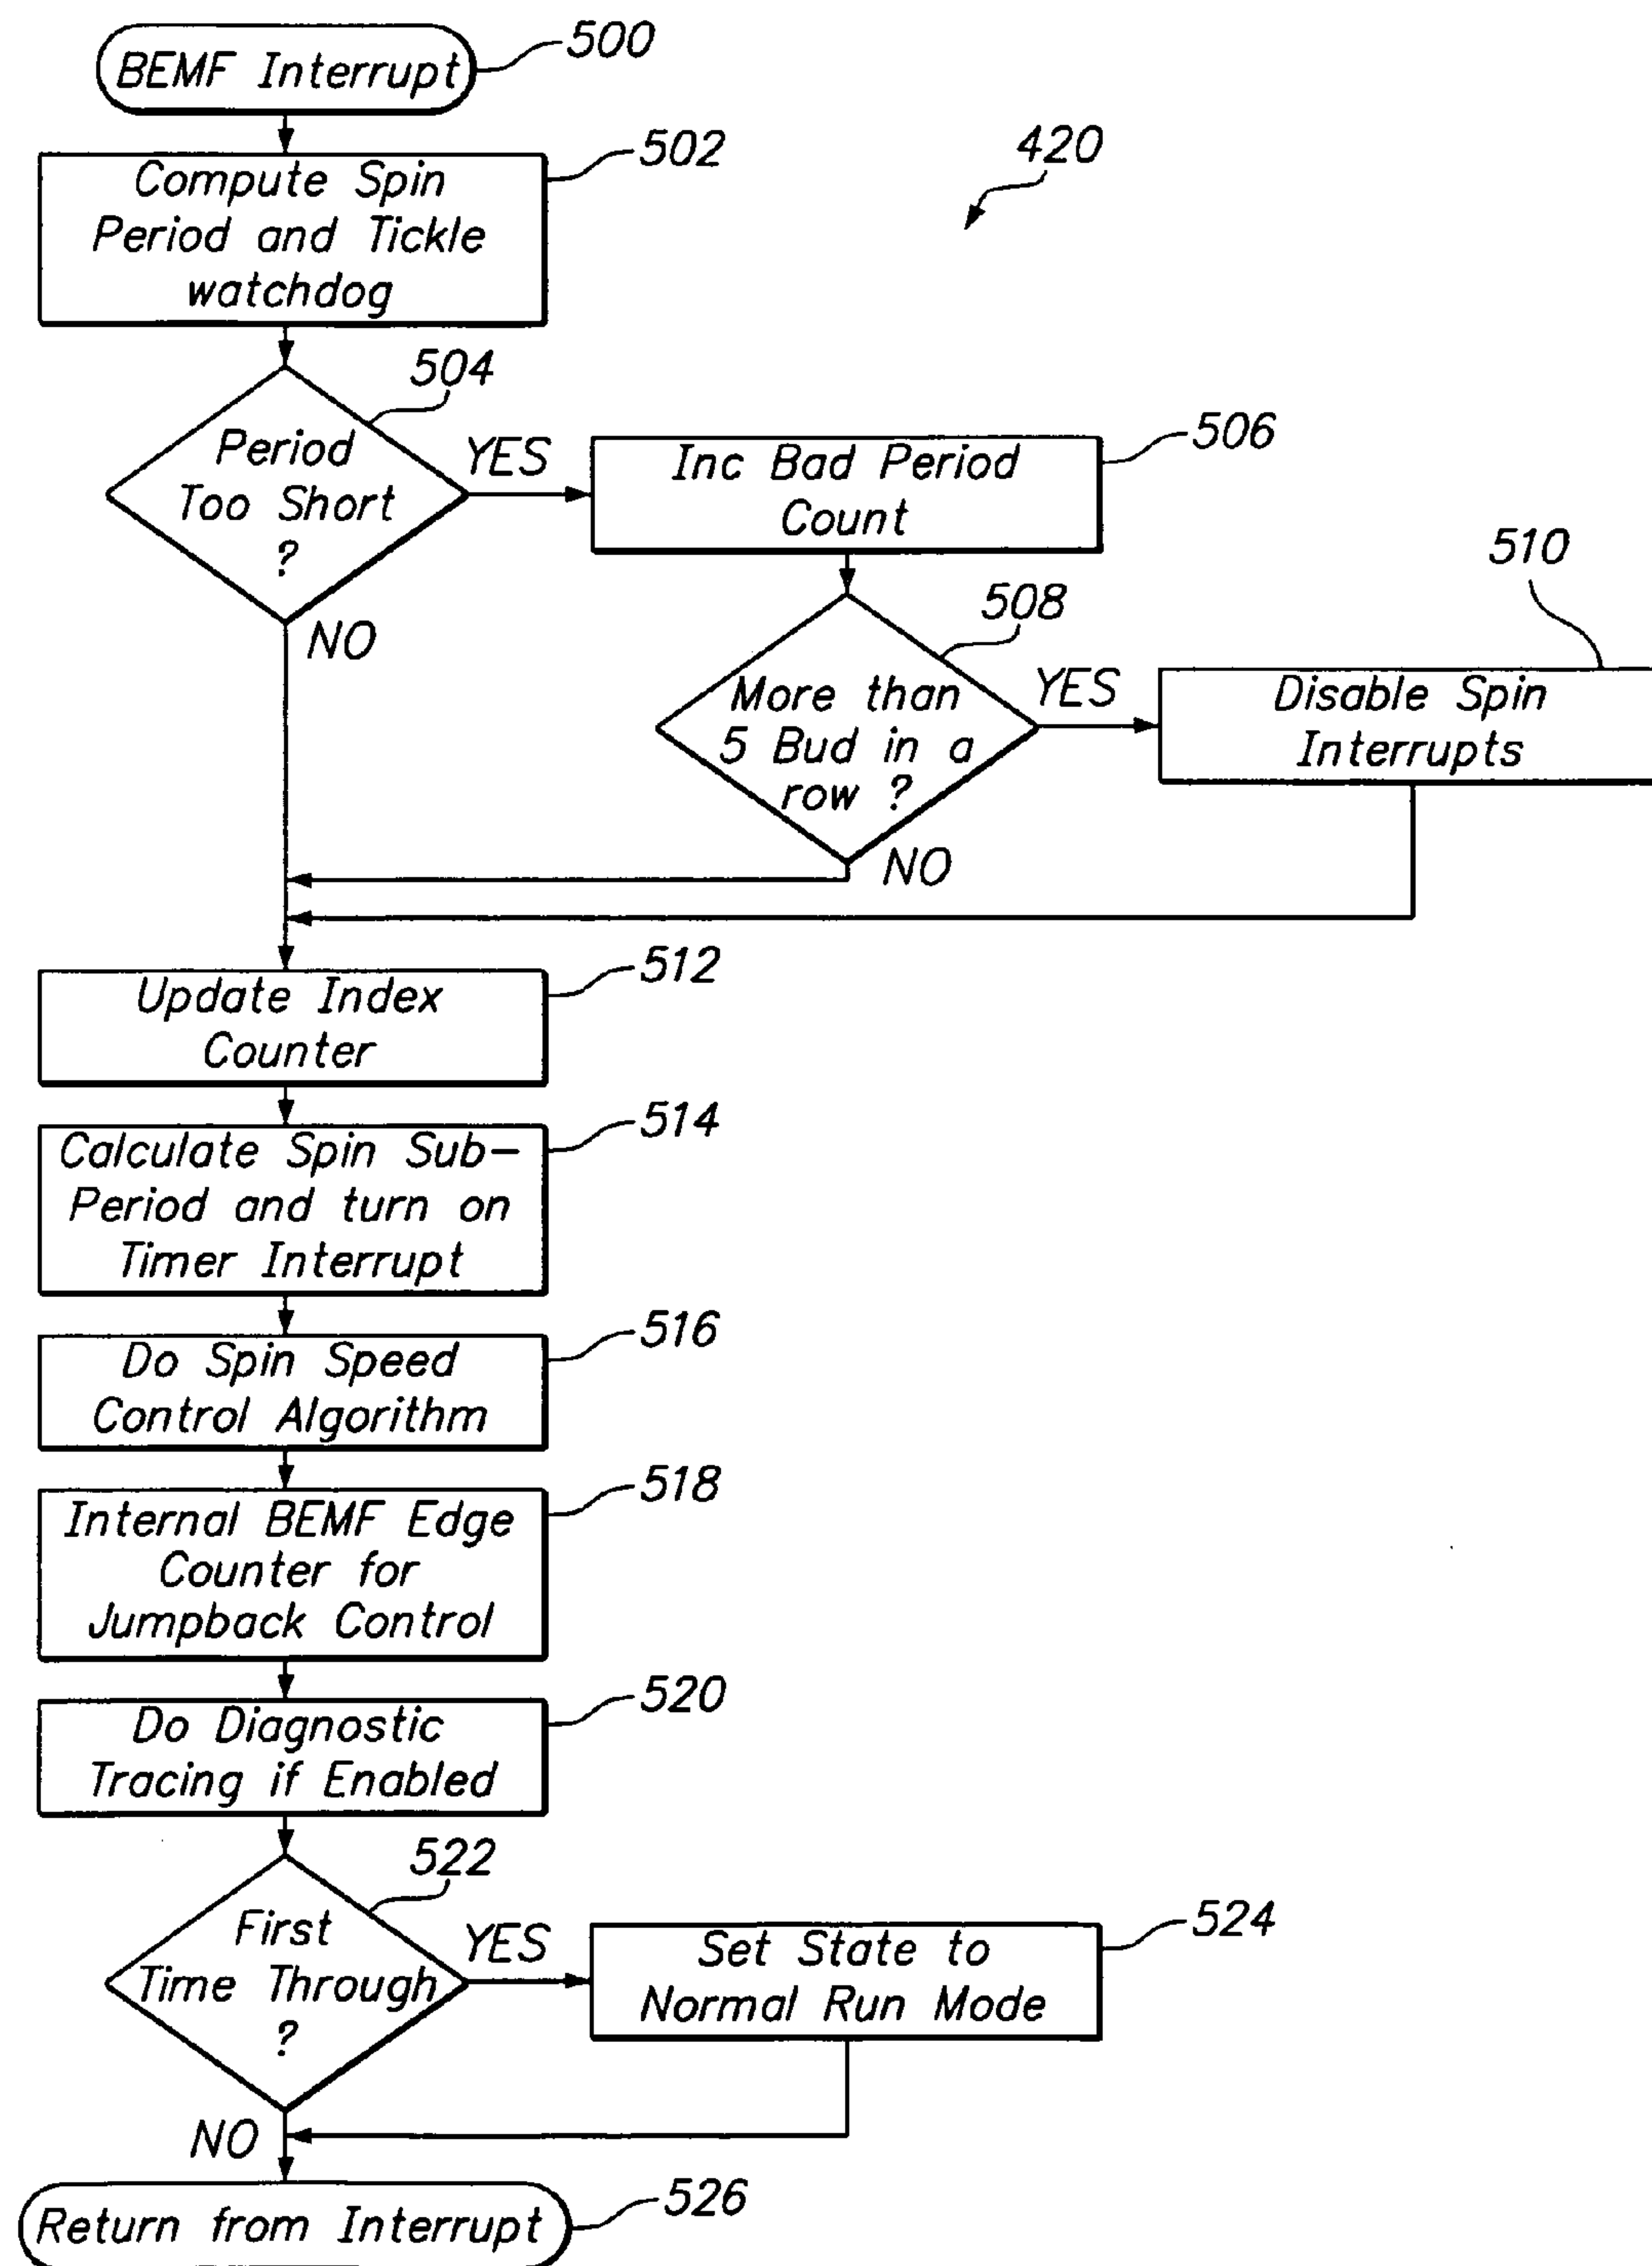 BEMF Interrupt
500
Compute Spin
Period and Tickle
watchdog
502
420
Period
Too Short
?
504
YES
NO
Inc Bad Period
Count
506
More than
5 Bud in a
row ?
508
YES
NO
Disable Spin
Interrupts
510
Update Index
Counter
512
Calculate Spin Sub-
Period and turn on
Timer Interrupt
514
Do Spin Speed
Control Algorithm
516
Internal BEMF Edge
Counter for
Jumpback Control
518
Do Diagnostic
Tracing if Enabled
520
First
Time Through
?
522
YES
NO
Set State to
Normal Run Mode
524
Return from Interrupt
526